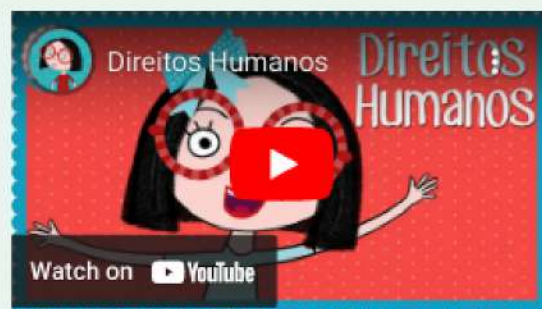 Direitos Humanos
Direitos
Humanos
Watch on YouTube